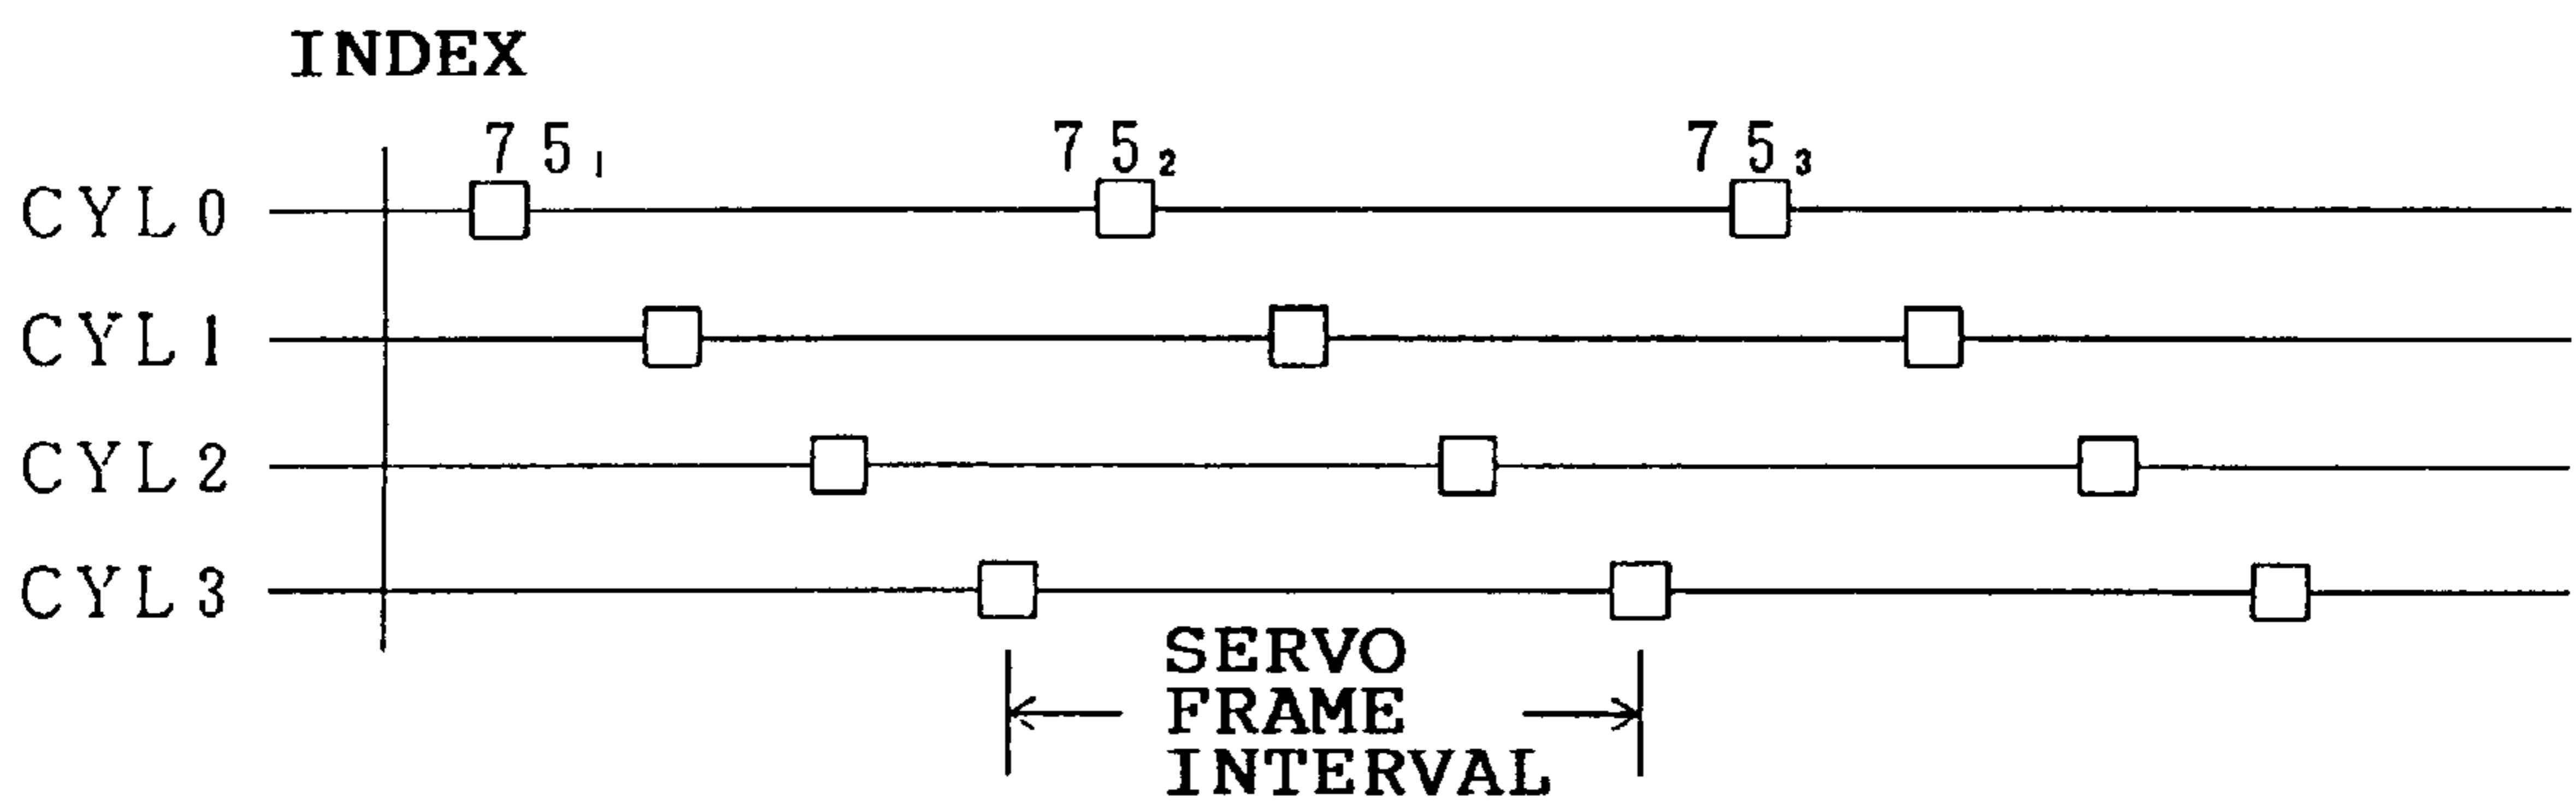 INDEX
75₁ 75₂ 75₃
CYL0
CYL1
CYL2
CYL3
SERVO
FRAME
INTERVAL